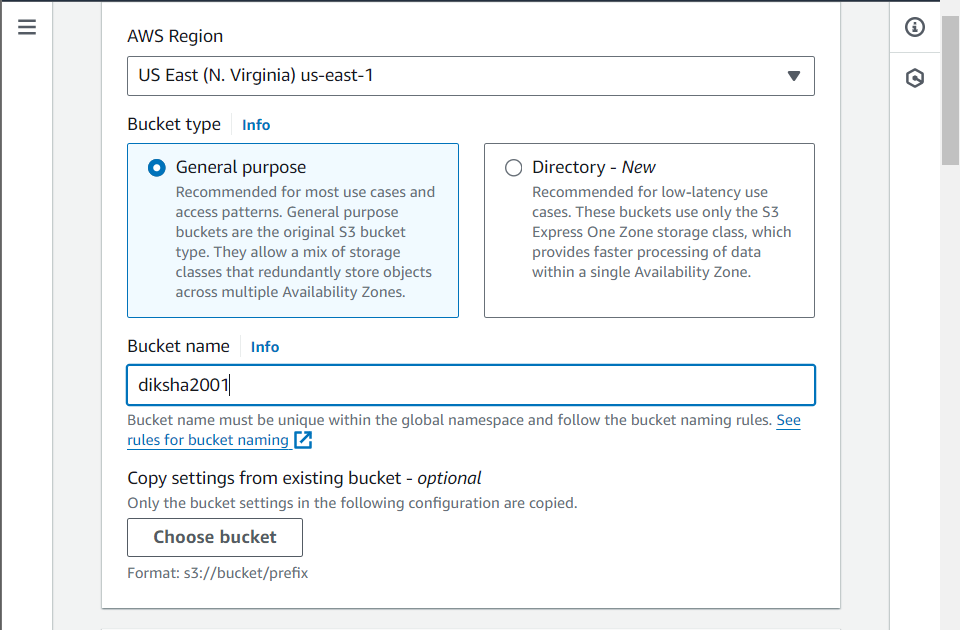 AWS Region
US East (N. Virginia) us-east-1
Bucket type Info
General purpose
Recommended for most use cases and
access patterns. General purpose
buckets are the original S3 bucket
type. They allow a mix of storage
classes that redundantly store objects
across multiple Availability Zones.
Directory - New
Recommended for low-latency use
cases. These buckets use only the S3
Express One Zone storage class, which
provides faster processing of data
within a single Availability Zone.
Bucket name Info
diksha2001
Bucket name must be unique within the global namespace and follow the bucket naming rules. See
rules for bucket naming
Copy settings from existing bucket - optional
Only the bucket settings in the following configuration are copied.
Choose bucket
Format: s3://bucket/prefix